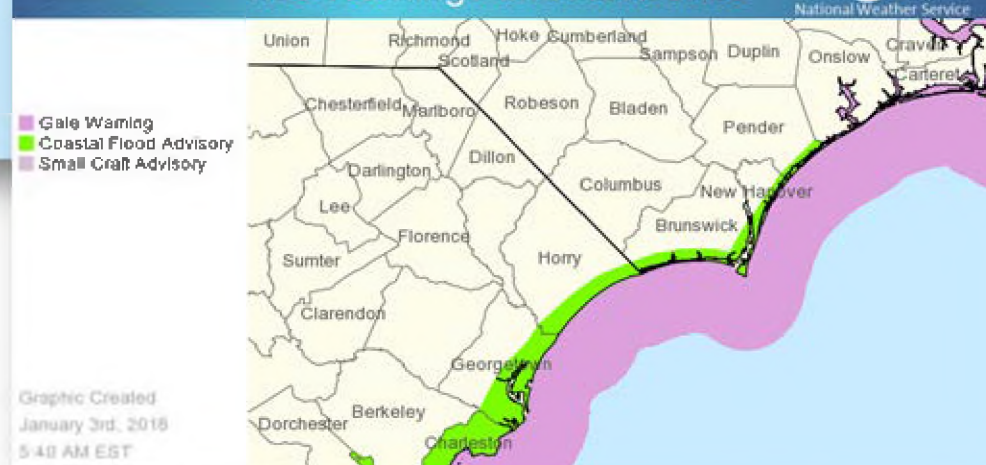 National Weather Service
Union
Richmond
Hoke
Cumberland
Scotland
Sampson
Duplin
Onslow
Craven
Carteret
Chesterfield
Marlboro
Robeson
Bladen
Pender
Gale Warning
Coastal Flood Advisory
Small Craft Advisory
Darlington
Dillon
Columbus
New Hanover
Lee
Florence
Brunswick
Sumter
Horry
Clarendon
Georgetown
Graphic Created
January 3rd, 2018
5:40 AM EST
Berkeley
Dorchester
Charleston